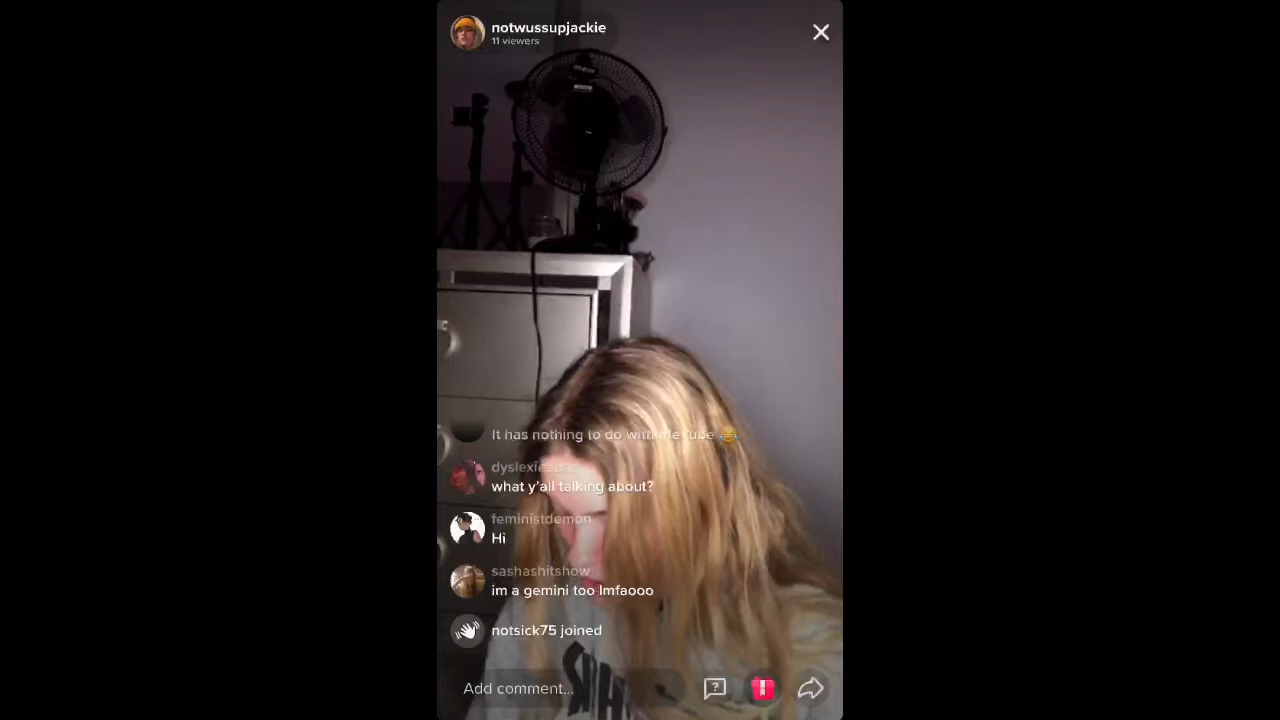 notwussupjackie
11 viewers
It has nothing to do with the tube 😂
what y'all talking about?
feministdemon
Hi
sashashitshow
im a gemini too lmfaooo
notsick75 joined
Add comment...